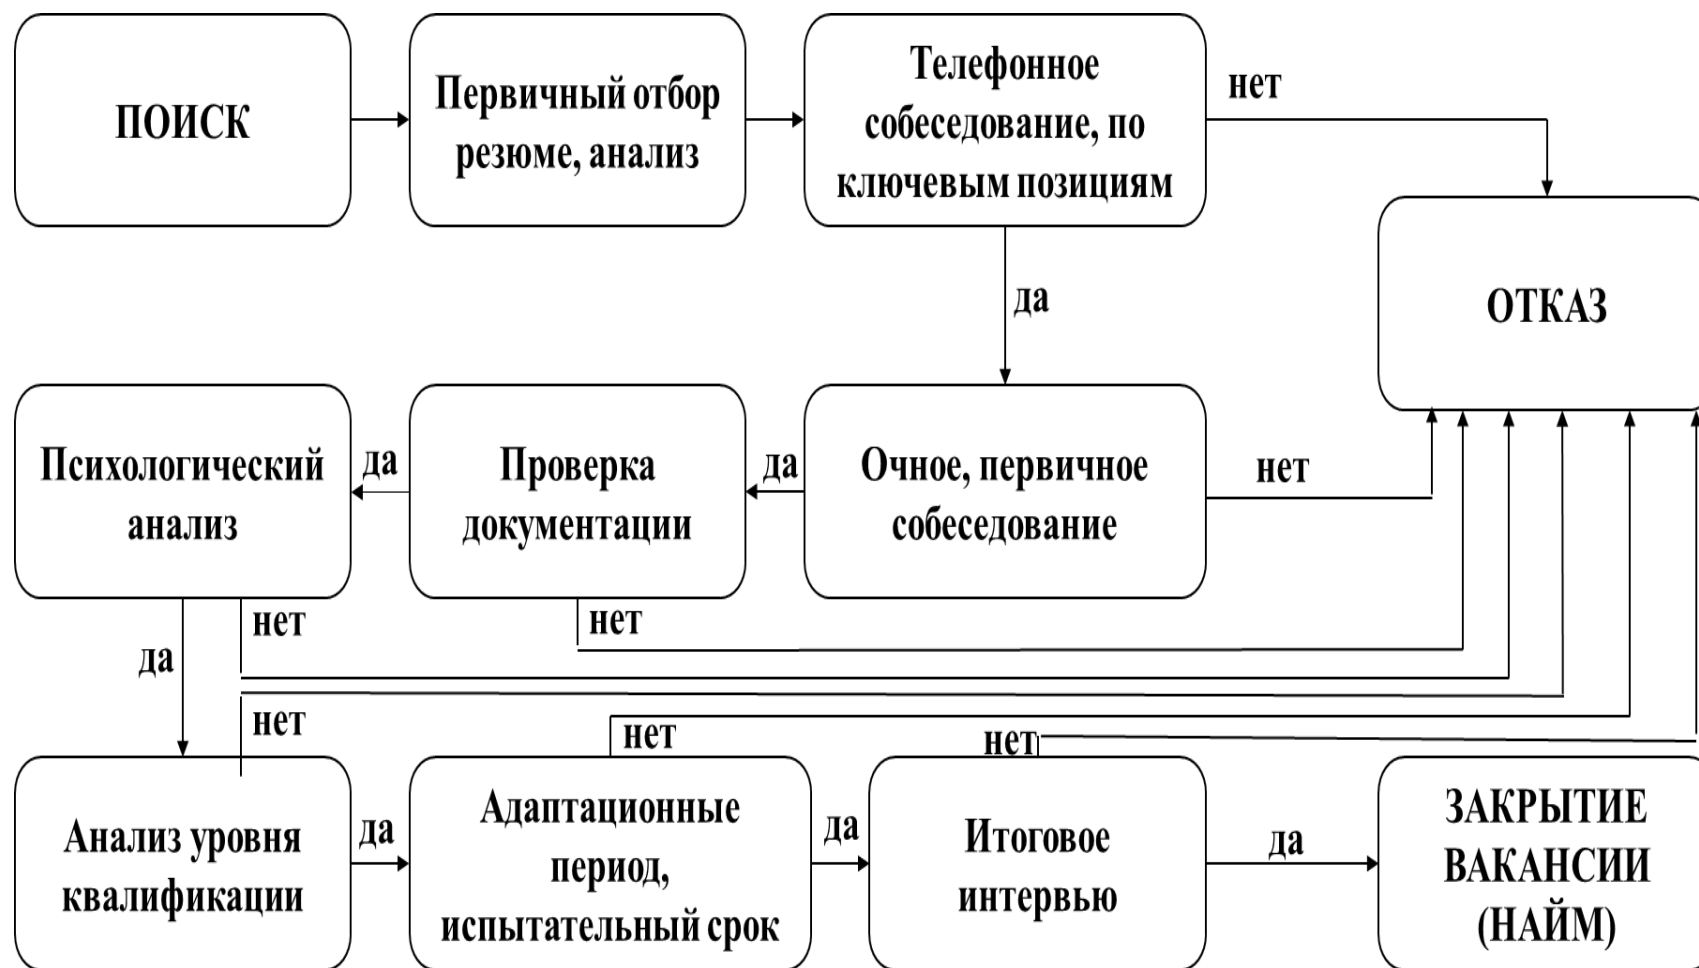 ПОИСК
Первичный отбор
резюме, анализ
Телефонное
собеседование, по
ключевым позициям
нет
ОТКАЗ
да
Психологический
анализ
да
Проверка
документации
да
Очное, первичное
собеседование
нет
нет
нет
да
нет
нет
нет
Анализ уровня
квалификации
да
Адаптационные
период,
испытательный срок
да
Итоговое
интервью
да
ЗАКРЫТИЕ
ВАКАНСИИ
(НАЙМ)